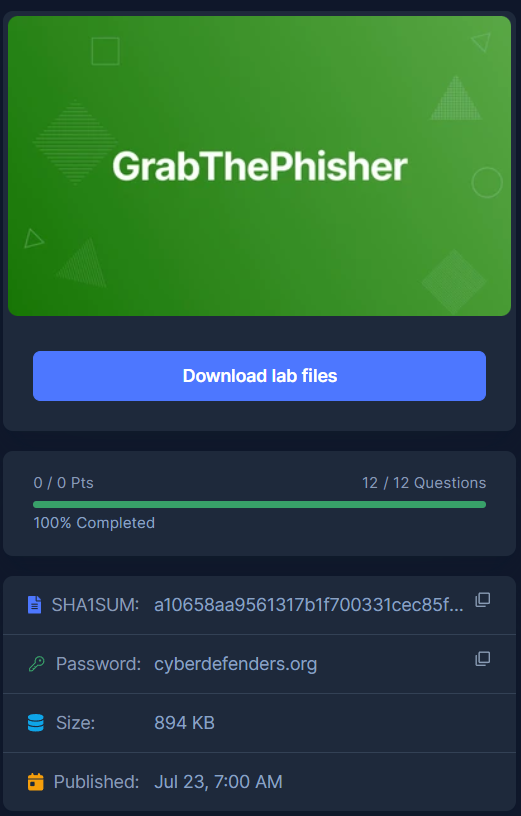 GrabThePhisher
Download lab files
0 / 0 Pts 12 / 12 Questions
100% Completed
SHA1SUM: a10658aa9561317b1f700331cec85f...
Password: cyberdefenders.org
Size: 894 KB
Published: Jul 23, 7:00 AM